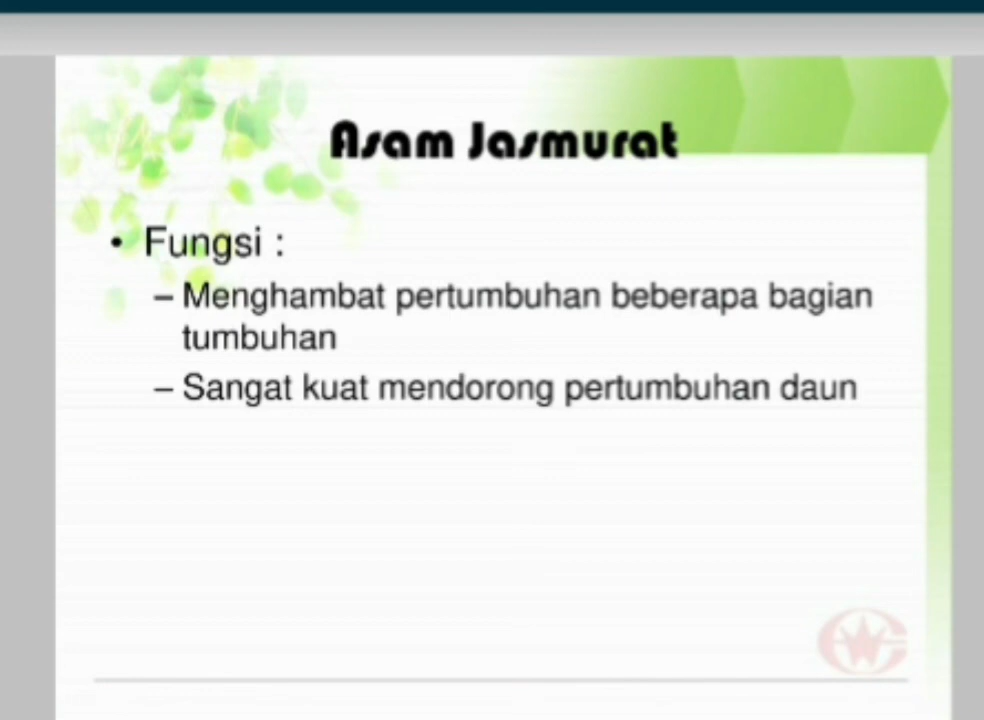 Asam Jasmurat
• Fungsi :
– Menghambat pertumbuhan beberapa bagian
tumbuhan
– Sangat kuat mendorong pertumbuhan daun